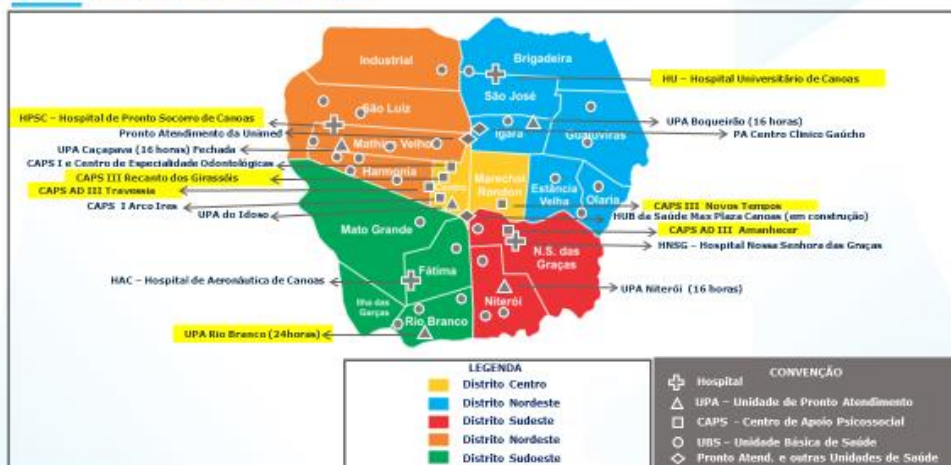 Industrial
Brigadeira
HU – Hospital Universitário de Canoas
São José
São Luiz
HPSC – Hospital de Pronto Socorro de Canoas
Pronto Atendimento da Unimed
UPA Boqueirão (16 horas)
Igara
Guajuviras
PA Centro Clínico Gaúcho
UPA Caçapava (16 horas) Fechada
Mathias Velho
CAPS I e Centro de Especialidade Odontológicas
Harmonia
CAPS III Recanto dos Girassóis
Centro
Marechal
Rondon
Estância
Velha
Olaria
CAPS AD III Travessia
CAPS III Novos Tempos
CAPS I Arco Ires
HUB da Saúde Max Plaza Canoas (em construção)
UPA do Idoso
CAPS AD III Amanhecer
Mato Grande
HNSG – Hospital Nossa Senhora das Graças
N.S. das
Graças
Fátima
HAC – Hospital de Aeronáutica de Canoas
UPA Niterói (16 horas)
Ilha das
Garças
Niterói
Rio Branco
UPA Rio Branco (24horas)
LEGENDA
Distrito Centro
Distrito Nordeste
Distrito Sudeste
Distrito Nordeste
Distrito Sudoeste
CONVENÇÃO
Hospital
UPA – Unidade de Pronto Atendimento
CAPS – Centro de Apoio Psicossocial
UBS – Unidade Básica de Saúde
Pronto Atend. e outras Unidades de Saúde